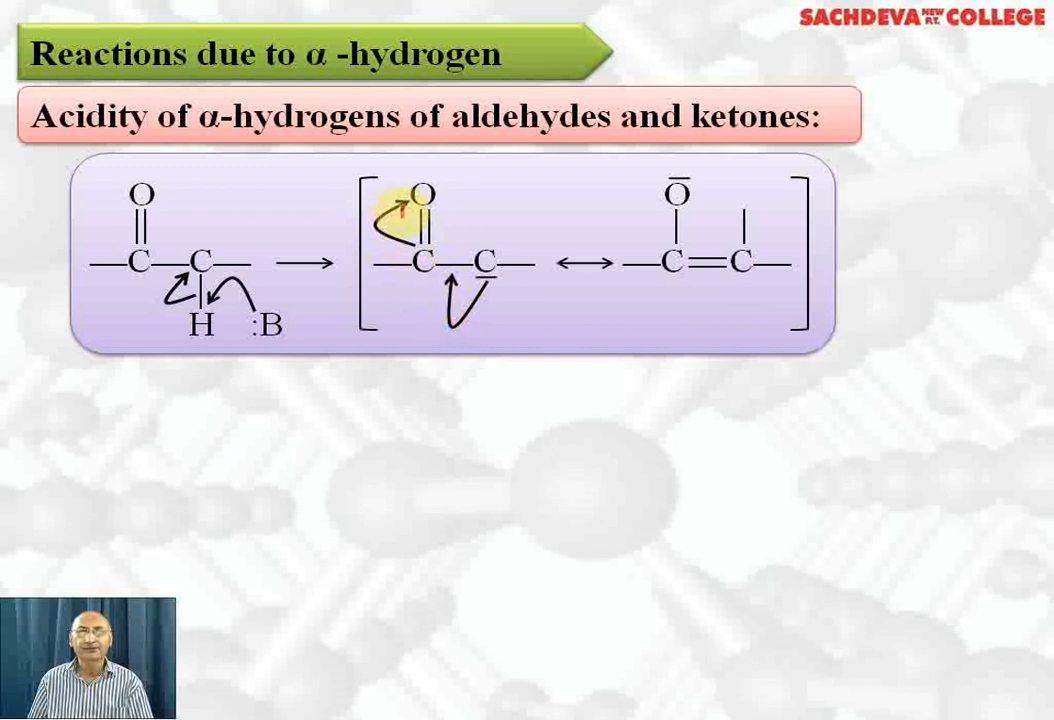 SACHDEVA NEW P.T. COLLEGE
Reactions due to α -hydrogen
Acidity of α-hydrogens of aldehydes and ketones:
O O O
C C C C C C
H :B